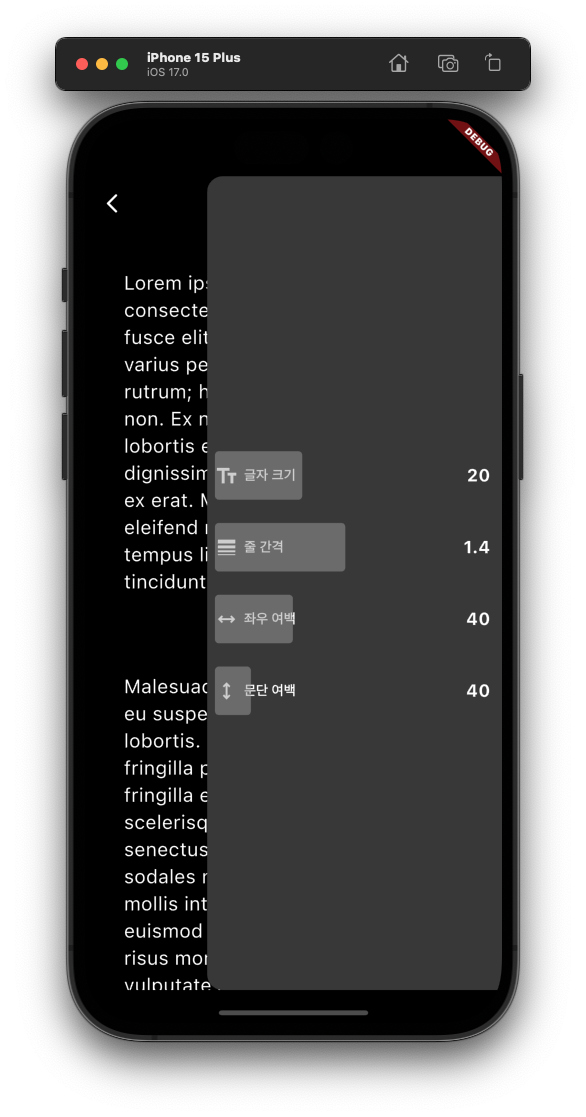 iPhone 15 Plus
iOS 17.0
DEBUG
Lorem ips
consecte
fusce elit
varius pe
rutrum; h
non. Ex n
lobortis e
dignissim
ex erat. M
eleifend
tempus li
tincidunt
글자 크기 20
줄 간격 1.4
좌우 여백 40
문단 여백 40
Malesuad
eu suspe
lobortis.
fringilla p
fringilla e
scelerisq
senectus
sodales
mollis int
euismod
risus mor
vulputate